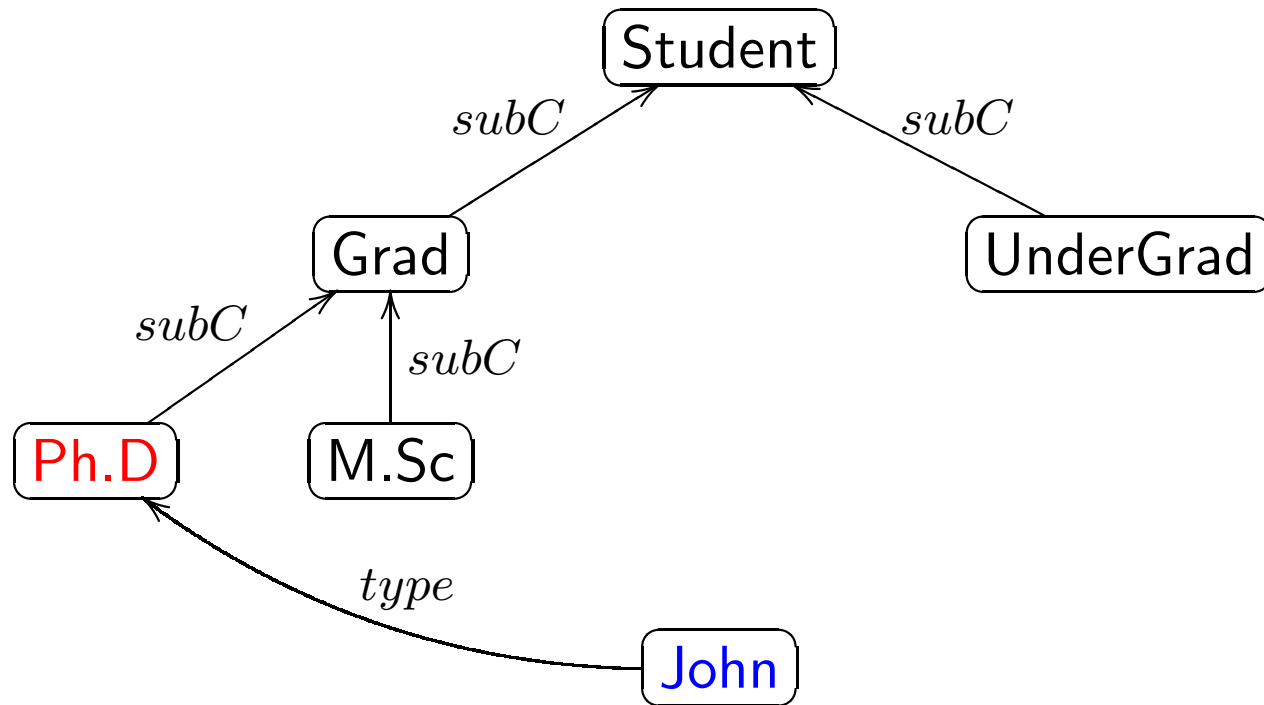 Student
subC
subC
Grad
UnderGrad
subC
subC
Ph.D
M.Sc
type
John